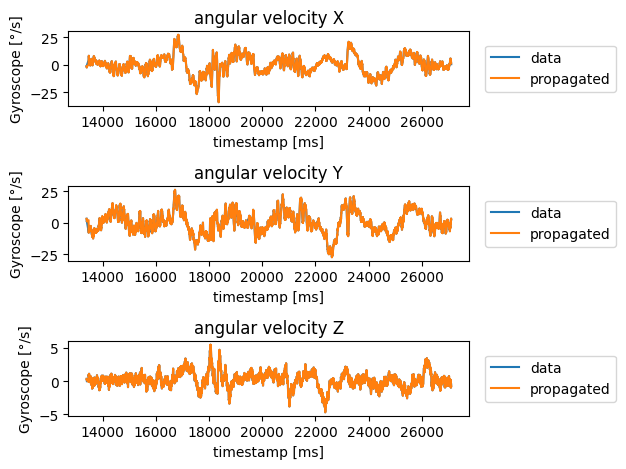 angular velocity X
Gyroscope [°/s]
25
0
−25
14000 16000 18000 20000 22000 24000 26000
timestamp [ms]
data
propagated
angular velocity Y
Gyroscope [°/s]
25
0
−25
14000 16000 18000 20000 22000 24000 26000
timestamp [ms]
data
propagated
angular velocity Z
Gyroscope [°/s]
5
0
−5
14000 16000 18000 20000 22000 24000 26000
timestamp [ms]
data
propagated